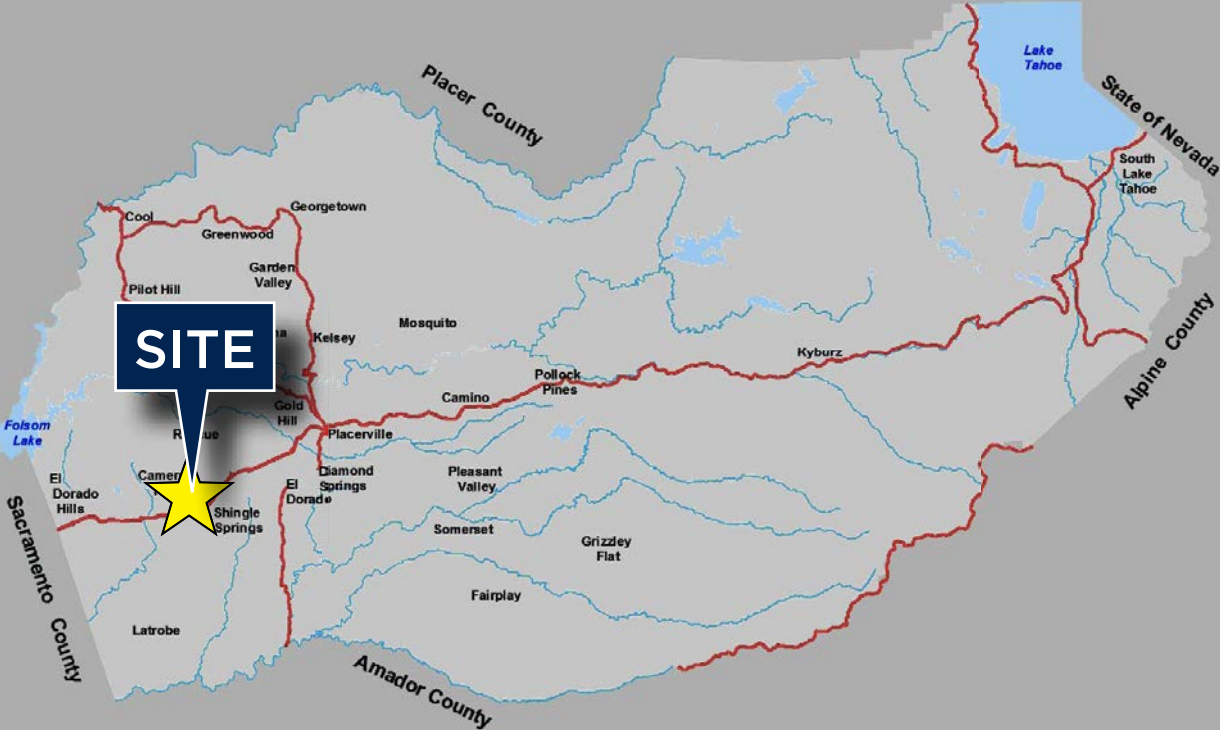 Lake
Tahoe
Placer County
State of Nevada
South
Lake
Tahoe
Georgetown
Cool
Greenwood
Garden
Valley
Pilot Hill
SITE
Kelsey
Mosquito
Kyburz
Alpine County
Pollock
Pines
Camino
Gold
Hill
Folsom
Lake
Placerville
Diamond
Springs
Pleasant
Valley
El
Dorado
Hills
El
Dorado
Shingle
Springs
Somerset
Grizzley
Flat
Sacramento County
Fairplay
Latrobe
Amador County